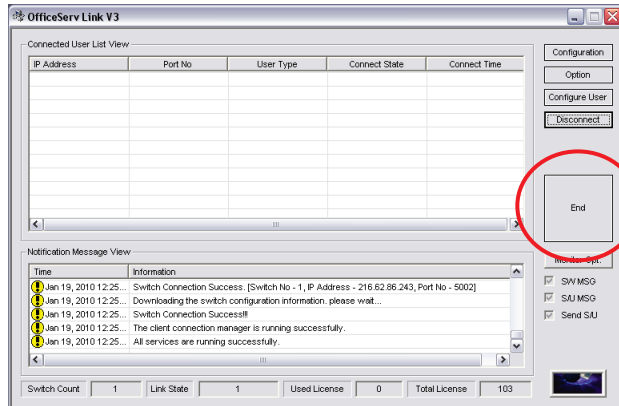 OfficeServ Link V3
Connected User List View
IP Address Port No User Type Connect State Connect Time
Configuration
Option
Configure User
Disconnect
End
Notification Message View
Monitor Opt.
Time Information
Jan 19, 2010 12:25... Switch Connection Success. [Switch No - 1, IP Address - 216.62.86.243, Port No - 5002]
Jan 19, 2010 12:25... Downloading the switch configuration information. please wait...
Jan 19, 2010 12:25... Switch Connection Success!!!
Jan 19, 2010 12:25... The client connection manager is running successfully.
Jan 19, 2010 12:25... All services are running successfully.
SW MSG
S/U MSG
Send S/U
Switch Count 1 Link State 1 Used License 0 Total License 103